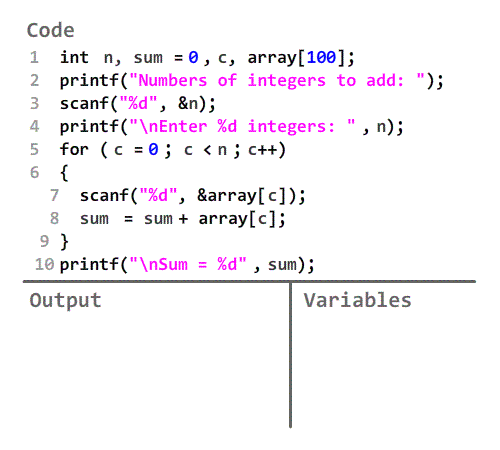 Code
1 int n, sum = 0, c, array[100];
2 printf("Numbers of integers to add: ");
3 scanf("%d", &n);
4 printf("\nEnter %d integers: ", n);
5 for (c = 0; c < n; c++)
6 {
7 scanf("%d", &array[c]);
8 sum = sum + array[c];
9 }
10 printf("\nSum = %d", sum);
Output
Variables